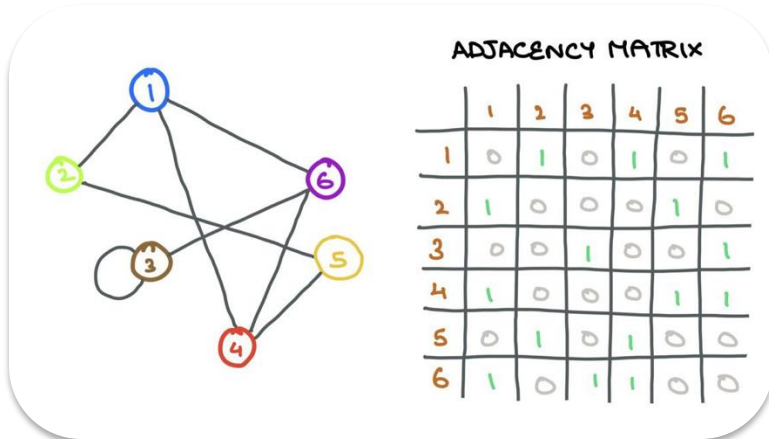 ADJACENCY MATRIX
1
2
6
3
5
4
1 2 3 4 5 6
1 0 1 0 1 0 1
2 1 0 0 0 1 0
3 0 0 1 0 0 1
4 1 0 0 0 1 1
5 0 1 0 1 0 0
6 1 0 1 1 0 0